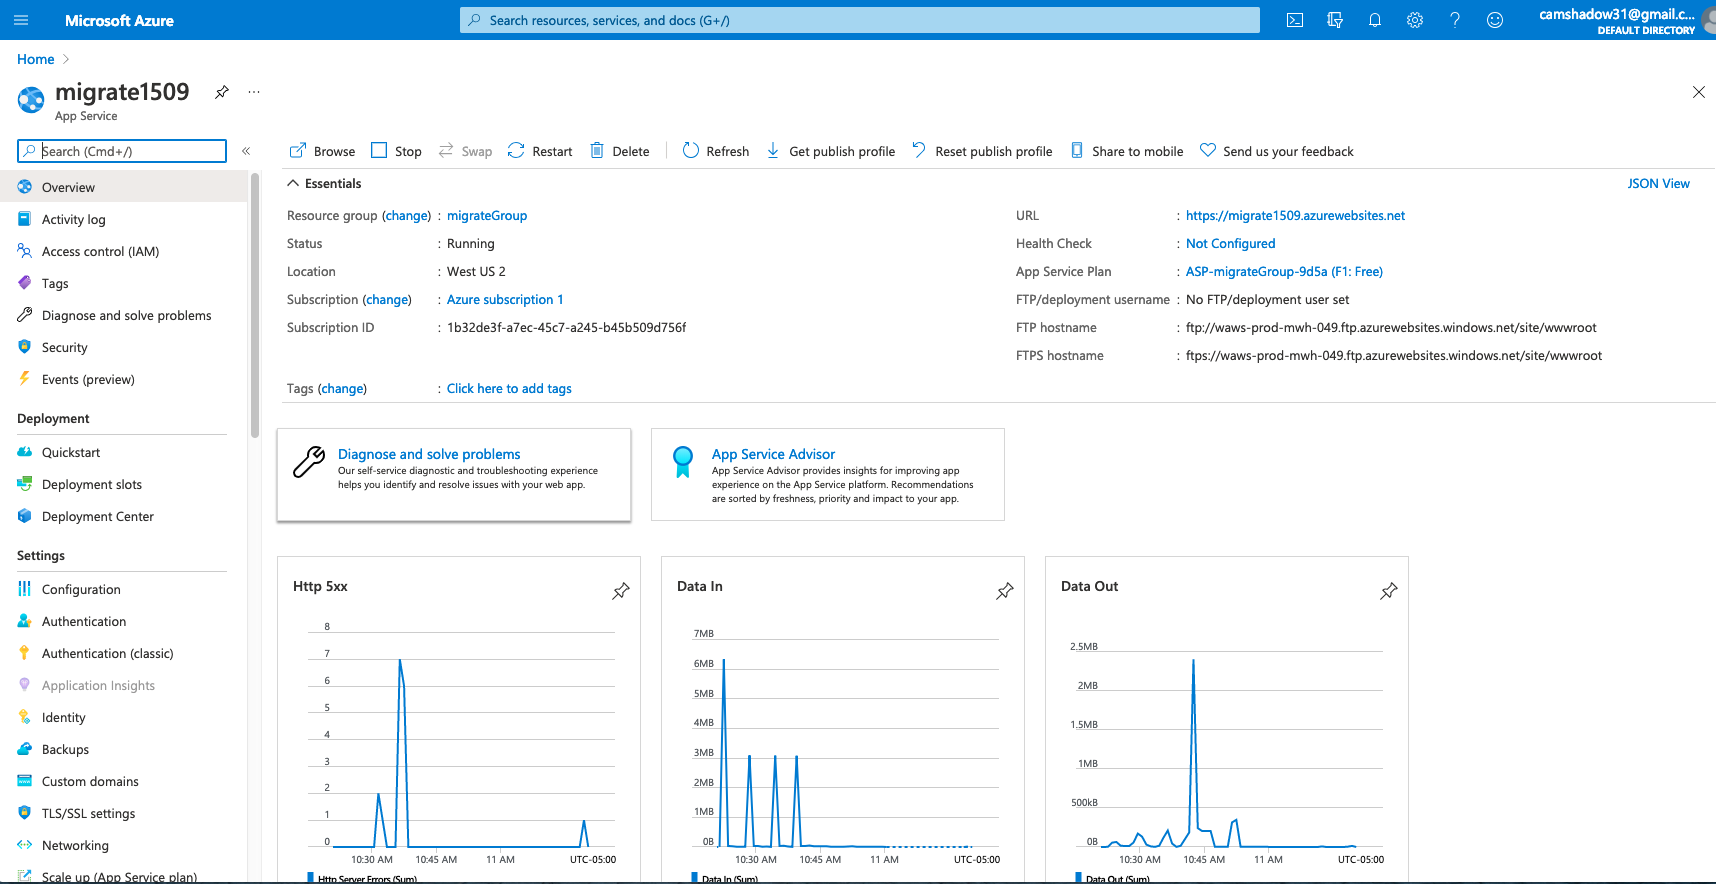 Microsoft Azure
Search resources, services, and docs (G+/)
camshadow31@gmail.c...
DEFAULT DIRECTORY
Home
migrate1509
...
App Service
Search (Cmd+/)
«
Browse
Stop
Swap
Restart
Delete
Refresh
Get publish profile
Reset publish profile
Share to mobile
Send us your feedback
Overview
Activity log
Access control (IAM)
Tags
Diagnose and solve problems
Security
Events (preview)
Deployment
Quickstart
Deployment slots
Deployment Center
Settings
Configuration
Authentication
Authentication (classic)
Application Insights
Identity
Backups
Custom domains
TLS/SSL settings
Networking
Scale up (App Service plan)
Essentials
JSON View
Resource group (change) : migrateGroup
Status : Running
Location : West US 2
Subscription (change) : Azure subscription 1
Subscription ID : 1b32de3f-a7ec-45c7-a245-b45b509d756f
Tags (change) : Click here to add tags
URL : https://migrate1509.azurewebsites.net
Health Check : Not Configured
App Service Plan : ASP-migrateGroup-9d5a (F1: Free)
FTP/deployment username : No FTP/deployment user set
FTP hostname : ftp://waws-prod-mwh-049.ftp.azurewebsites.windows.net/site/wwwroot
FTPS hostname : ftps://waws-prod-mwh-049.ftp.azurewebsites.windows.net/site/wwwroot
Diagnose and solve problems
Our self-service diagnostic and troubleshooting experience
helps you identify and resolve issues with your web app.
App Service Advisor
App Service Advisor provides insights for improving app
experience on the App Service platform. Recommendations
are sorted by freshness, priority and impact to your app.
Http 5xx
8
7
6
5
4
3
2
1
0
10:30 AM 10:45 AM 11 AM UTC-05:00
Http Server Errors (Sum)
Data In
7MB
6MB
5MB
4MB
3MB
2MB
1MB
0B
10:30 AM 10:45 AM 11 AM UTC-05:00
Data In (Sum)
Data Out
2.5MB
2MB
1.5MB
1MB
500kB
0B
10:30 AM 10:45 AM 11 AM UTC-05:00
Data Out (Sum)